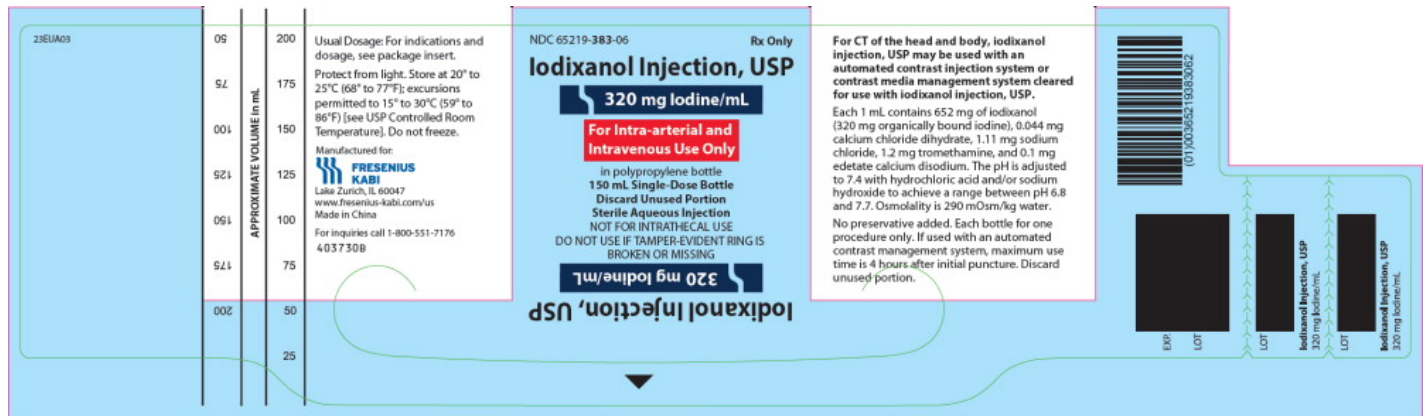 23EUA03
50
75
100
125
150
175
200
APPROXIMATE VOLUME in mL
200
175
150
125
100
75
50
25
Usual Dosage: For indications and
dosage, see package insert.
Protect from light. Store at 20° to
25°C (68° to 77°F); excursions
permitted to 15° to 30°C (59° to
86°F) [see USP Controlled Room
Temperature]. Do not freeze.
Manufactured for:
FRESENIUS
KABI
Lake Zurich, IL 60047
www.fresenius-kabi.com/us
Made in China
For inquiries call 1-800-551-7176
403730B
NDC 65219-383-06 Rx Only
Iodixanol Injection, USP
320 mg Iodine/mL
For Intra-arterial and
Intravenous Use Only
in polypropylene bottle
150 mL Single-Dose Bottle
Discard Unused Portion
Sterile Aqueous Injection
NOT FOR INTRATHECAL USE
DO NOT USE IF TAMPER-EVIDENT RING IS
BROKEN OR MISSING
320 mg Iodine/mL
Iodixanol Injection, USP
For CT of the head and body, iodixanol
injection, USP may be used with an
automated contrast injection system or
contrast media management system cleared
for use with iodixanol injection, USP.
Each 1 mL contains 652 mg of iodixanol
(320 mg organically bound iodine), 0.044 mg
calcium chloride dihydrate, 1.11 mg sodium
chloride, 1.2 mg tromethamine, and 0.1 mg
edetate calcium disodium. The pH is adjusted
to 7.4 with hydrochloric acid and/or sodium
hydroxide to achieve a range between pH 6.8
and 7.7. Osmolality is 290 mOsm/kg water.
No preservative added. Each bottle for one
procedure only. If used with an automated
contrast management system, maximum use
time is 4 hours after initial puncture. Discard
unused portion.
(01)00365219383062
EXP.
LOT
LOT
Iodixanol Injection, USP
320 mg Iodine/mL
LOT
Iodixanol Injection, USP
320 mg Iodine/mL